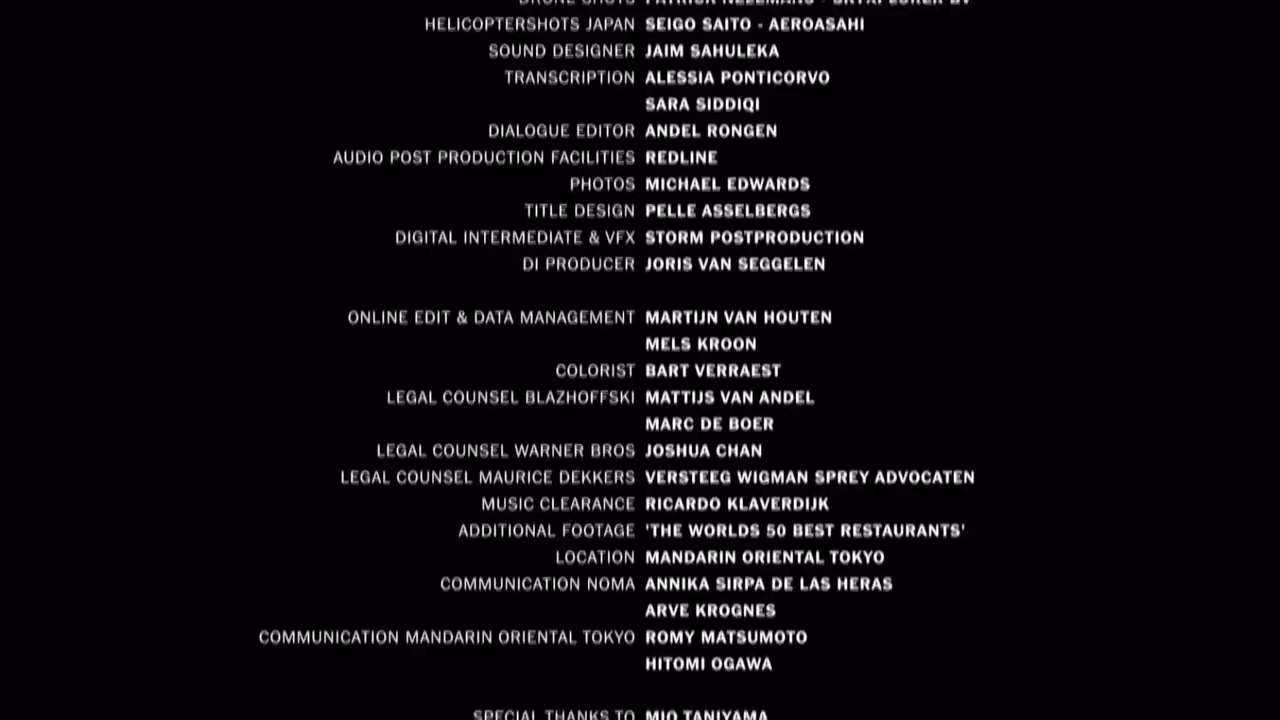 HELICOPTERSHOTS JAPAN SEIGO SAITO - AEROASAHI
SOUND DESIGNER JAIM SAHULEKA
TRANSCRIPTION ALESSIA PONTICORVO
SARA SIDDIQI
DIALOGUE EDITOR ANDEL RONGEN
AUDIO POST PRODUCTION FACILITIES REDLINE
PHOTOS MICHAEL EDWARDS
TITLE DESIGN PELLE ASSELBERGS
DIGITAL INTERMEDIATE & VFX STORM POSTPRODUCTION
DI PRODUCER JORIS VAN SEGGELEN
ONLINE EDIT & DATA MANAGEMENT MARTIJN VAN HOUTEN
MELS KROON
COLORIST BART VERRAEST
LEGAL COUNSEL BLAZHOFFSKI MATTIJS VAN ANDEL
MARC DE BOER
LEGAL COUNSEL WARNER BROS JOSHUA CHAN
LEGAL COUNSEL MAURICE DEKKERS VERSTEEG WIGMAN SPREY ADVOCATEN
MUSIC CLEARANCE RICARDO KLAVERDIJK
ADDITIONAL FOOTAGE 'THE WORLDS 50 BEST RESTAURANTS'
LOCATION MANDARIN ORIENTAL TOKYO
COMMUNICATION NOMA ANNIKA SIRPA DE LAS HERAS
ARVE KROGNES
COMMUNICATION MANDARIN ORIENTAL TOKYO ROMY MATSUMOTO
HITOMI OGAWA
SPECIAL THANKS TO MIO TANIYAMA